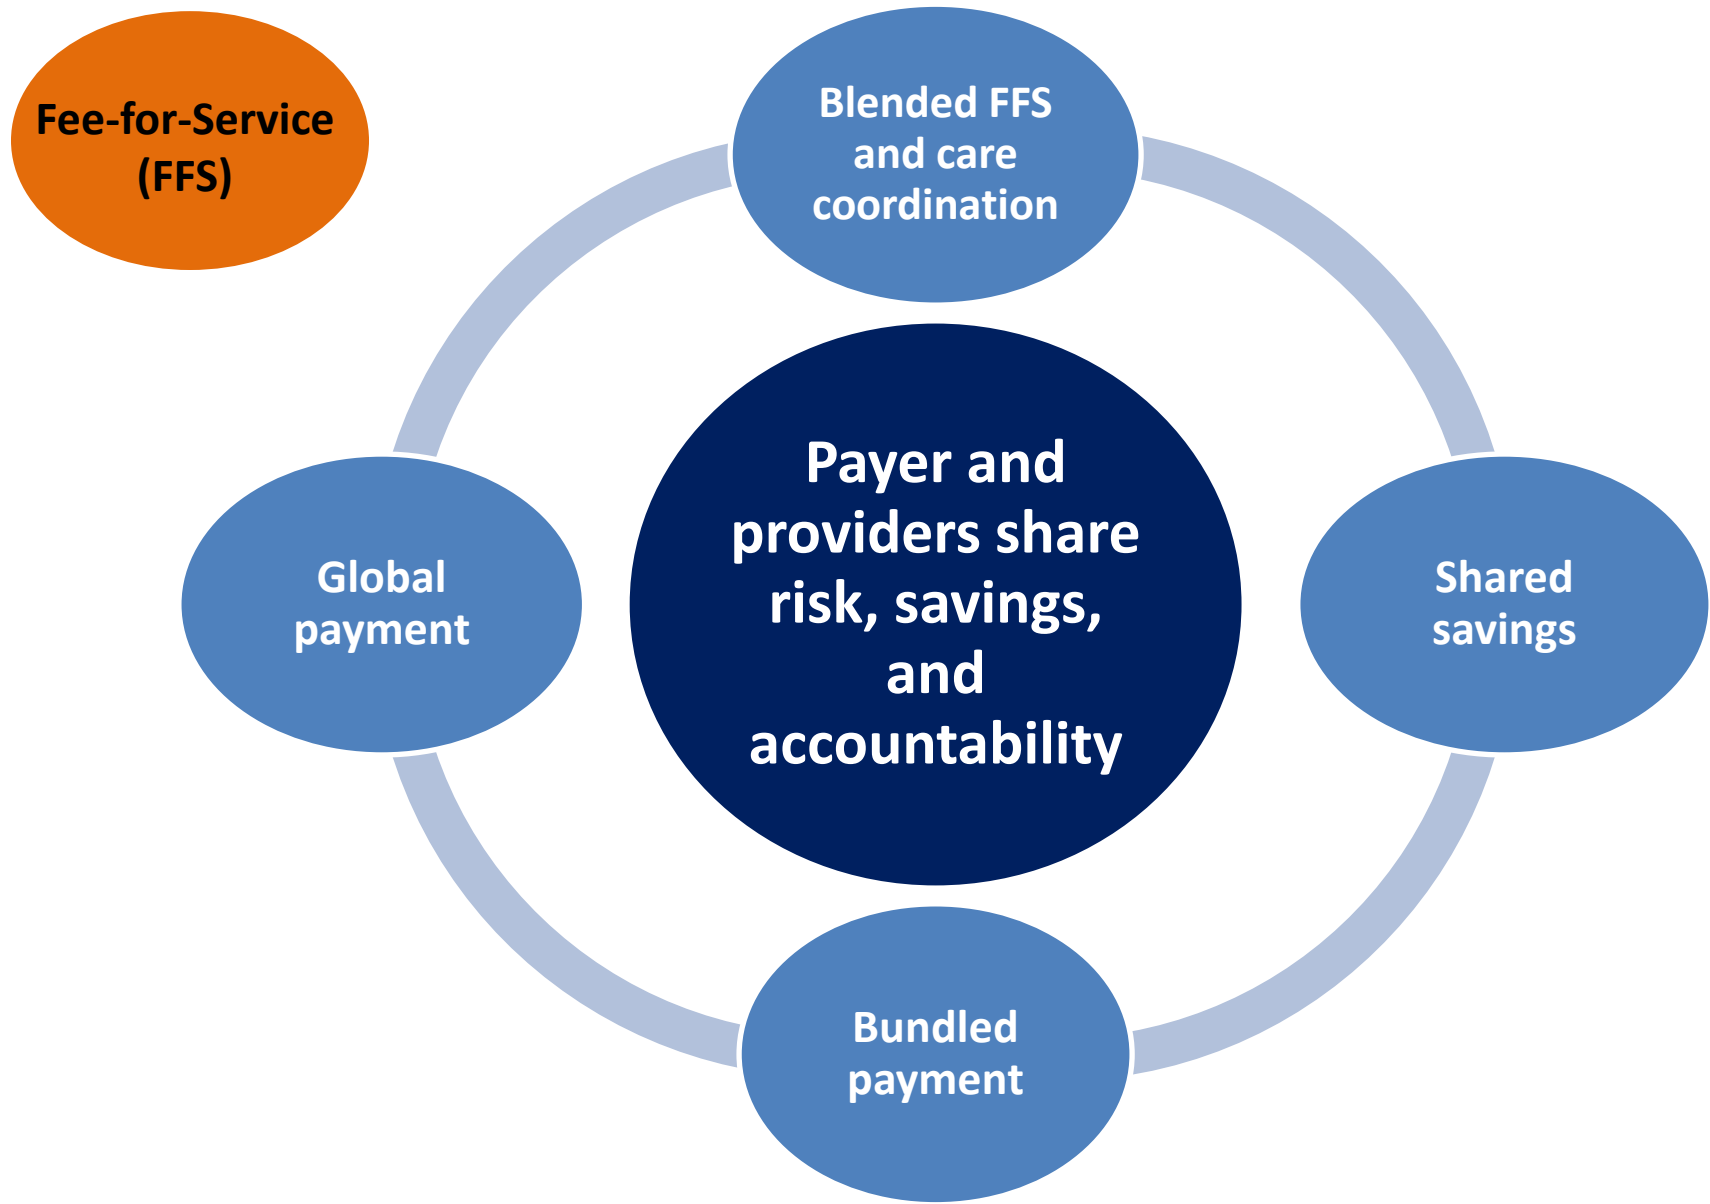 Fee-for-Service
(FFS)
Blended FFS
and care
coordination
Payer and
providers share
risk, savings,
and
accountability
Global
payment
Shared
savings
Bundled
payment